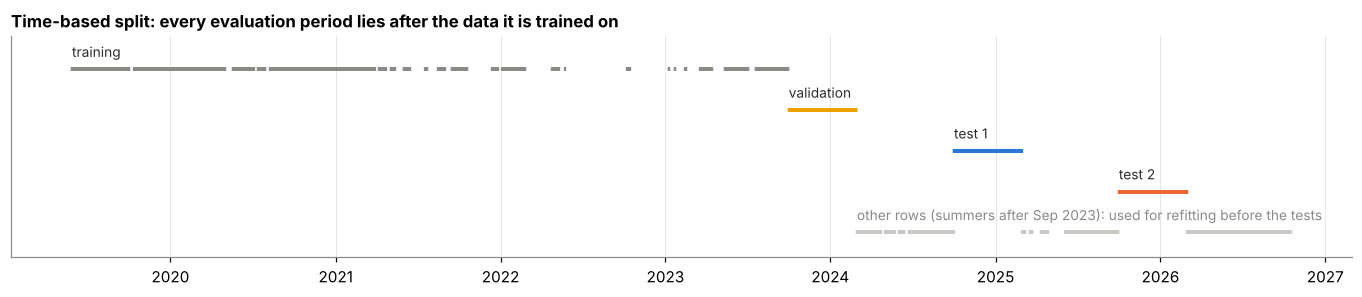 Time-based split: every evaluation period lies after the data it is trained on
training
validation
test 1
test 2
other rows (summers after Sep 2023): used for refitting before the tests
2020 2021 2022 2023 2024 2025 2026 2027